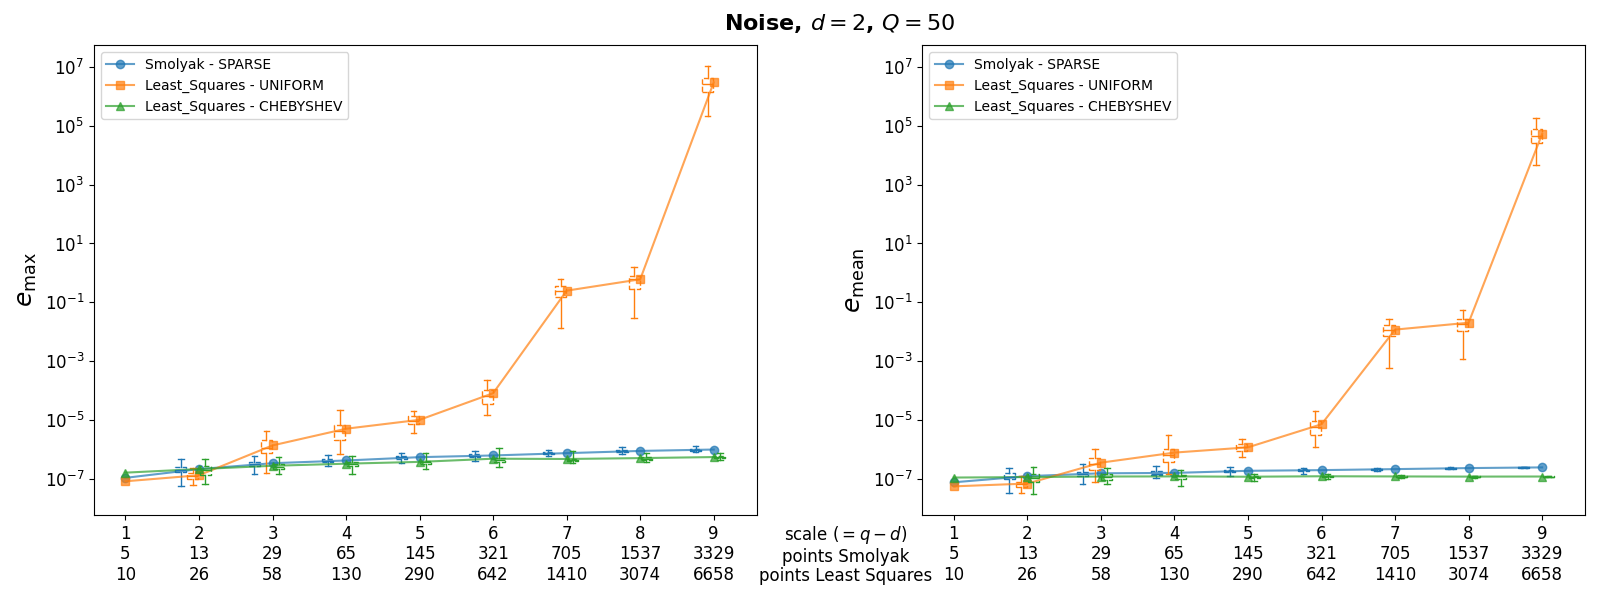 Noise, d = 2, Q = 50
Smolyak - SPARSE
Least_Squares - UNIFORM
Least_Squares - CHEBYSHEV
10^7
10^5
10^3
10^1
10^−1
10^−3
10^−5
10^−7
e_max
1 2 3 4 5 6 7 8 9
5 13 29 65 145 321 705 1537 3329
10 26 58 130 290 642 1410 3074 6658
scale (= q − d)
points Smolyak
points Least Squares
Smolyak - SPARSE
Least_Squares - UNIFORM
Least_Squares - CHEBYSHEV
10^7
10^5
10^3
10^1
10^−1
10^−3
10^−5
10^−7
e_mean
1 2 3 4 5 6 7 8 9
5 13 29 65 145 321 705 1537 3329
10 26 58 130 290 642 1410 3074 6658